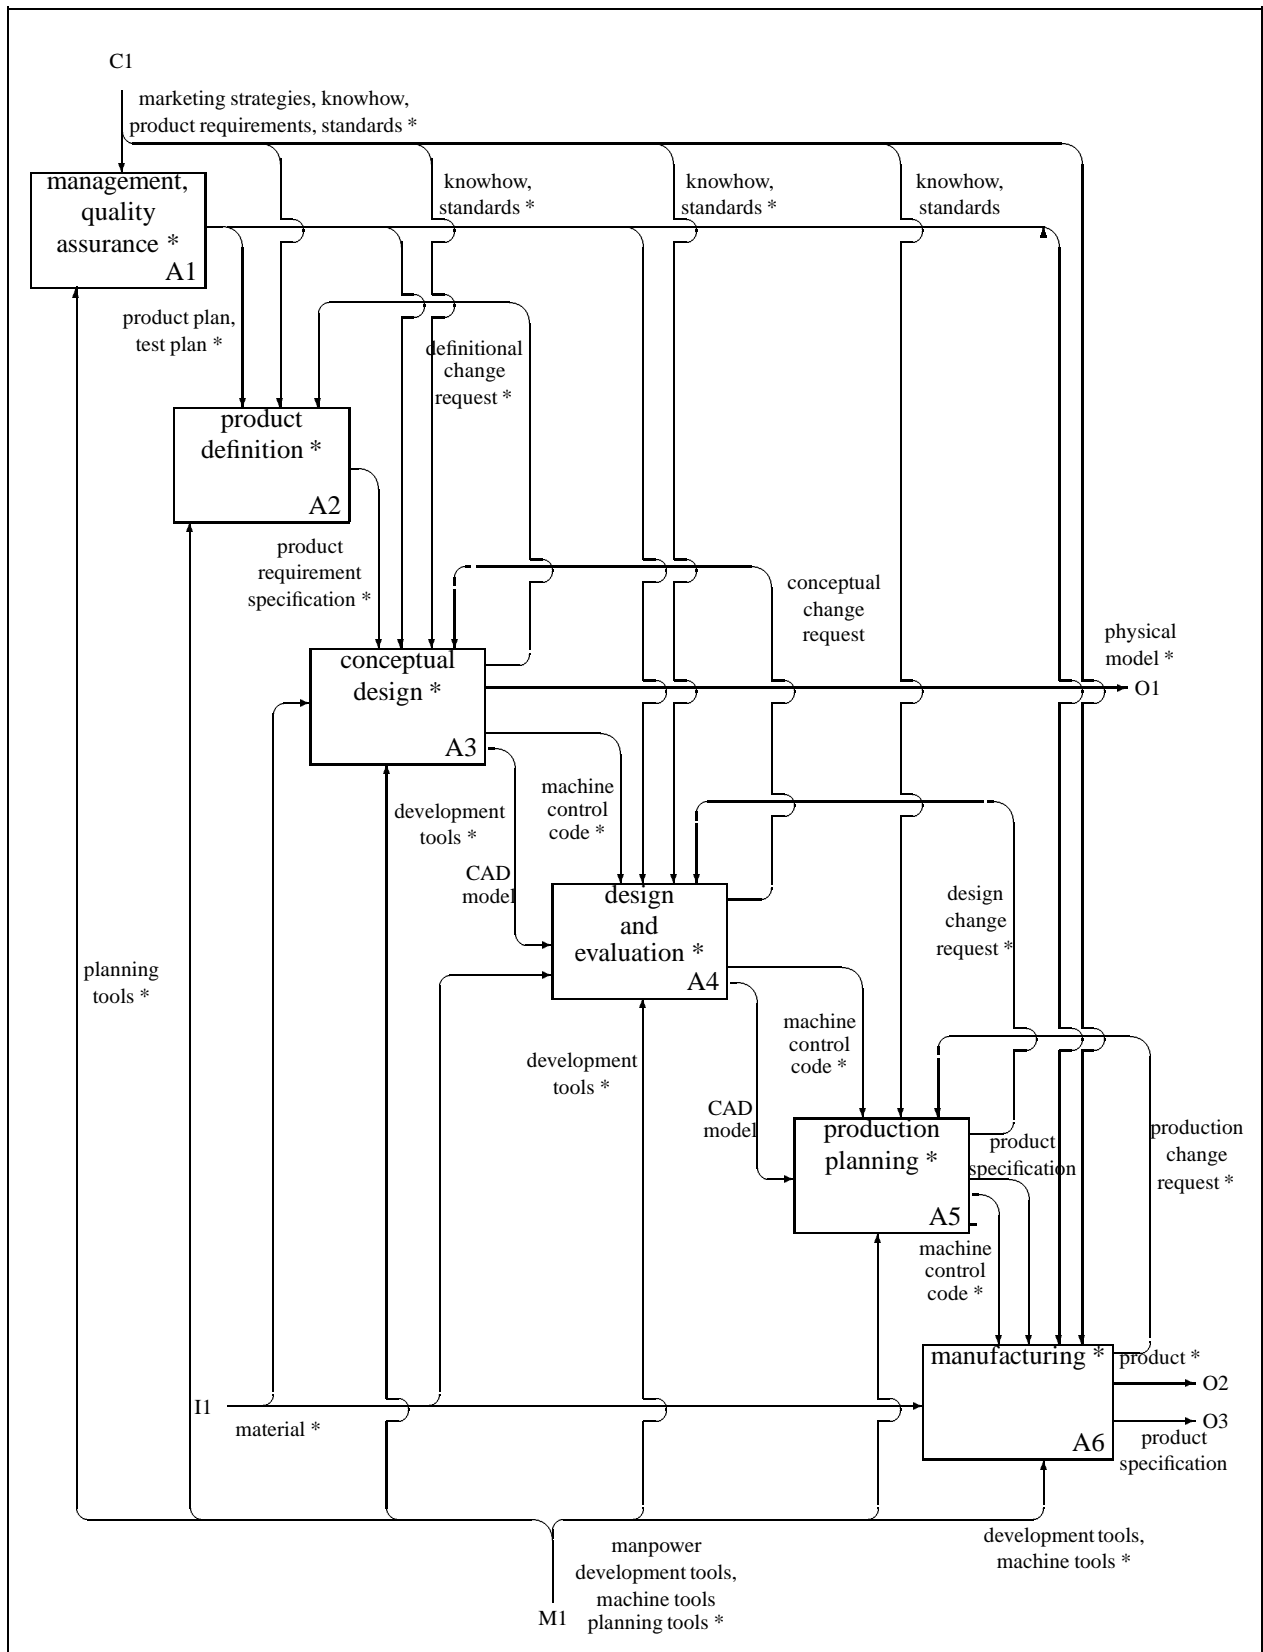 C1
marketing strategies, knowhow,
product requirements, standards *
management,
quality
assurance *
A1
knowhow,
standards *
knowhow,
standards *
knowhow,
standards
product plan,
test plan *
definitional
change
request *
product
definition *
A2
product
requirement
specification *
conceptual
change
request
physical
model *
O1
conceptual
design *
A3
development
tools *
machine
control
code *
CAD
model
design
and
evaluation *
A4
design
change
request *
planning
tools *
development
tools *
machine
control
code *
CAD
model
production
planning *
A5
product
specification
production
change
request *
machine
control
code *
manufacturing *
A6
product *
O2
O3
product
specification
I1
material *
development tools,
machine tools *
manpower
development tools,
machine tools
planning tools *
M1